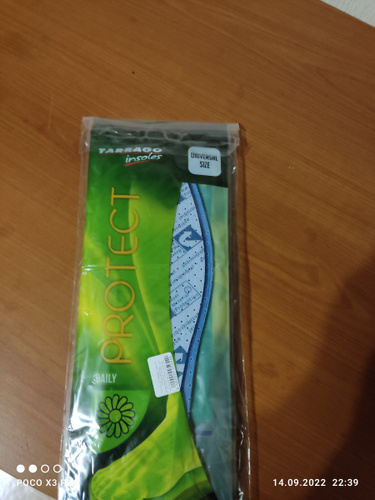 TARRAGO
insoles
UNIVERSAL
SIZE
PROTECT
DAILY
POCO X3
14.09.2022 22:39